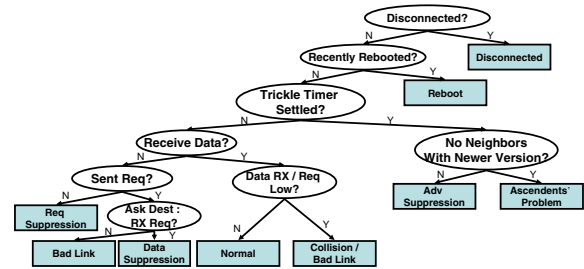 Disconnected?
N
Y
Recently Rebooted?
Disconnected
N
Y
Trickle Timer
Settled?
Reboot
N
Y
Receive Data?
No Neighbors
With Newer Version?
N
Y
Sent Req?
Data RX / Req
Low?
N
Y
N
Y
Adv
Suppression
Ascendents'
Problem
Req
Suppression
Ask Dest :
RX Req?
N
Y
N
Y
Bad Link
Data
Suppression
Normal
Collision /
Bad Link